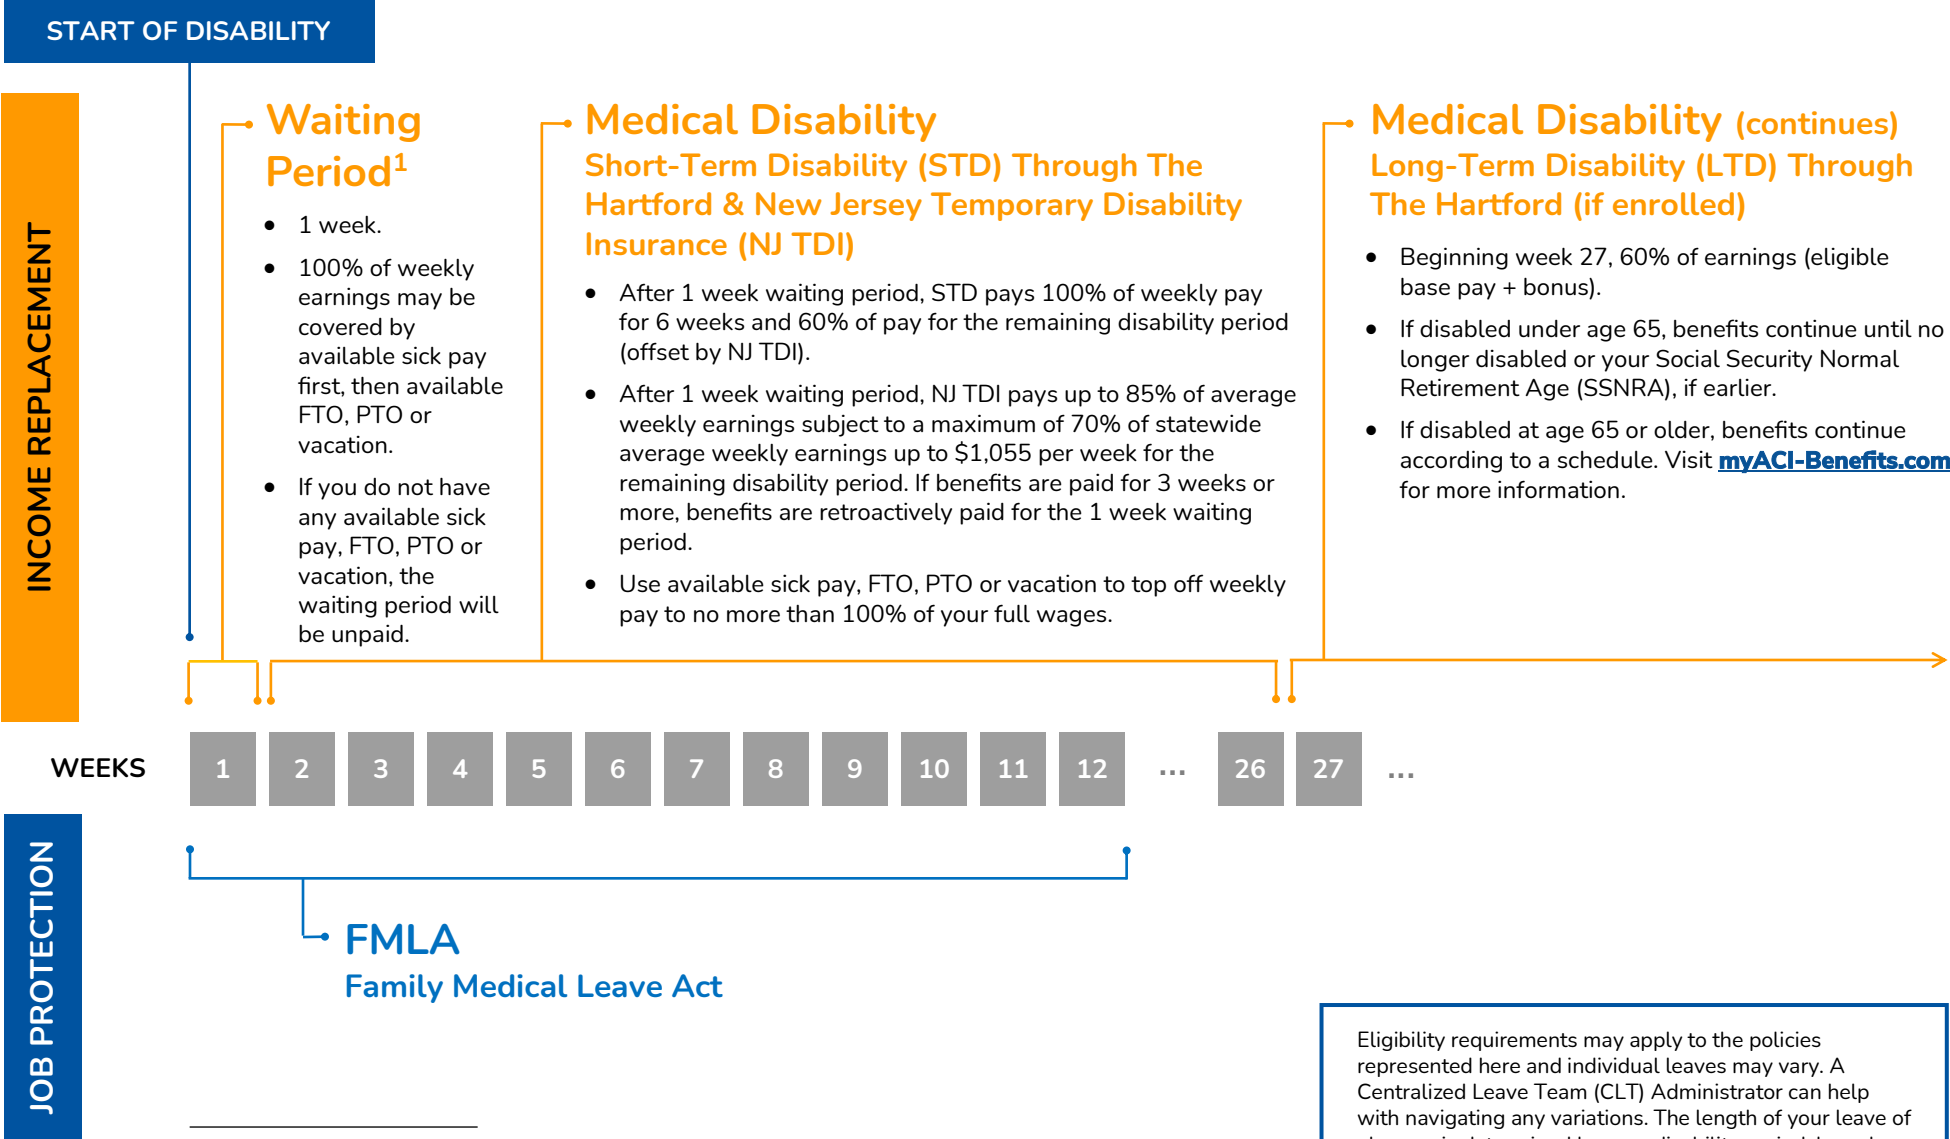 START OF DISABILITY
INCOME REPLACEMENT
Waiting
Period¹
• 1 week.
• 100% of weekly
earnings may be
covered by
available sick pay
first, then available
FTO, PTO or
vacation.
• If you do not have
any available sick
pay, FTO, PTO or
vacation, the
waiting period will
be unpaid.
Medical Disability
Short-Term Disability (STD) Through The
Hartford & New Jersey Temporary Disability
Insurance (NJ TDI)
• After 1 week waiting period, STD pays 100% of weekly pay
for 6 weeks and 60% of pay for the remaining disability period
(offset by NJ TDI).
• After 1 week waiting period, NJ TDI pays up to 85% of average
weekly earnings subject to a maximum of 70% of statewide
average weekly earnings up to $1,055 per week for the
remaining disability period. If benefits are paid for 3 weeks or
more, benefits are retroactively paid for the 1 week waiting
period.
• Use available sick pay, FTO, PTO or vacation to top off weekly
pay to no more than 100% of your full wages.
Medical Disability (continues)
Long-Term Disability (LTD) Through
The Hartford (if enrolled)
• Beginning week 27, 60% of earnings (eligible
base pay + bonus).
• If disabled under age 65, benefits continue until no
longer disabled or your Social Security Normal
Retirement Age (SSNRA), if earlier.
• If disabled at age 65 or older, benefits continue
according to a schedule. Visit myACI-Benefits.com
for more information.
WEEKS 1 2 3 4 5 6 7 8 9 10 11 12 ... 26 27 ...
JOB PROTECTION
FMLA
Family Medical Leave Act
Eligibility requirements may apply to the policies
represented here and individual leaves may vary. A
Centralized Leave Team (CLT) Administrator can help
with navigating any variations. The length of your leave of